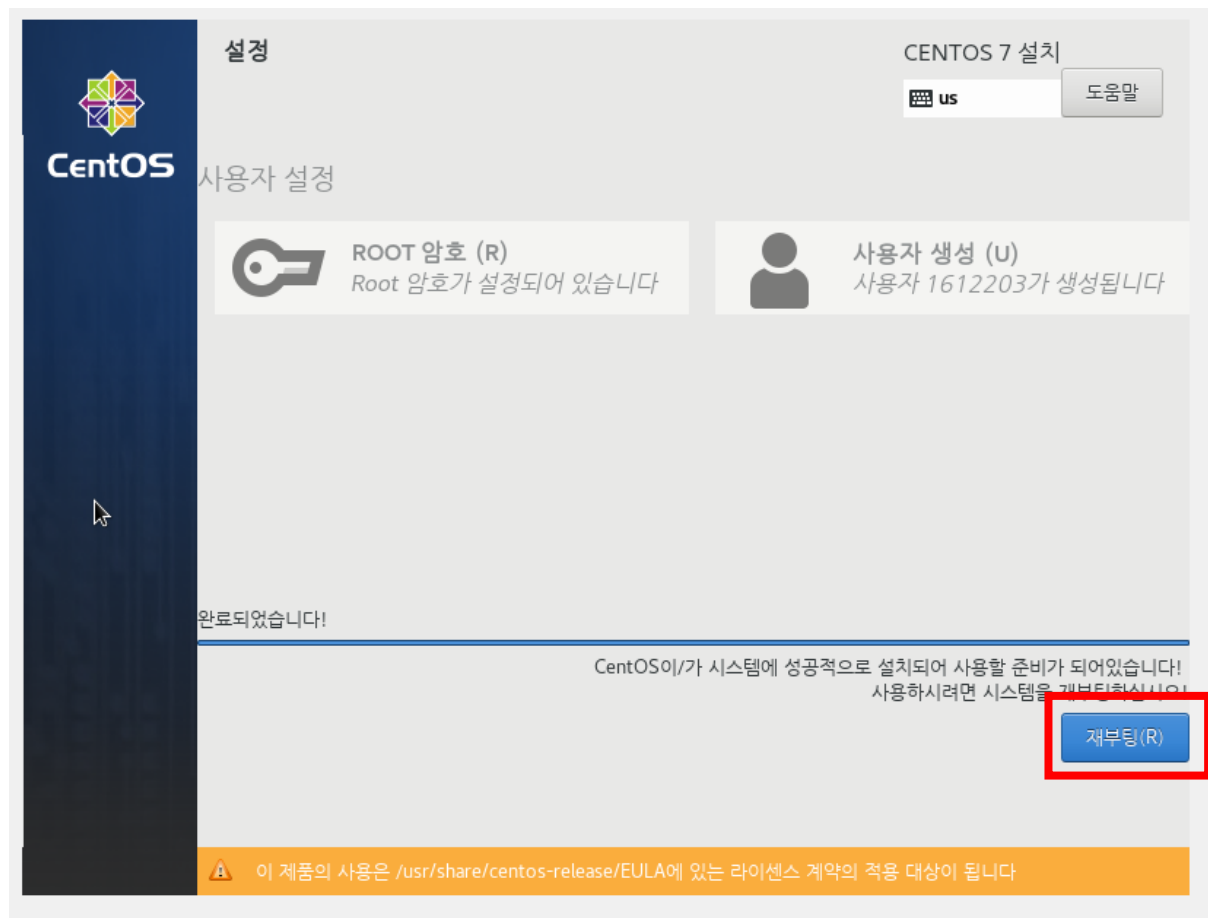 설정
CENTOS 7 설치
us
도움말
CentOS
사용자 설정
ROOT 암호 (R)
Root 암호가 설정되어 있습니다
사용자 생성 (U)
사용자 1612203가 생성됩니다
완료되었습니다!
CentOS이/가 시스템에 성공적으로 설치되어 사용할 준비가 되어있습니다!
사용하시려면 시스템을 재부팅하십시오!
재부팅(R)
이 제품의 사용은 /usr/share/centos-release/EULA에 있는 라이센스 계약의 적용 대상이 됩니다